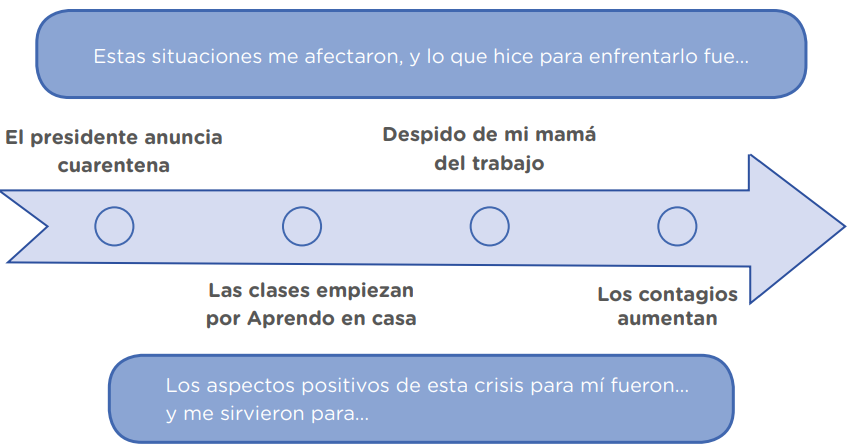 Estas situaciones me afectaron, y lo que hice para enfrentarlo fue...
El presidente anuncia
cuarentena
Despido de mi mamá
del trabajo
Las clases empiezan
por Aprendo en casa
Los contagios
aumentan
Los aspectos positivos de esta crisis para mí fueron...
y me sirvieron para...